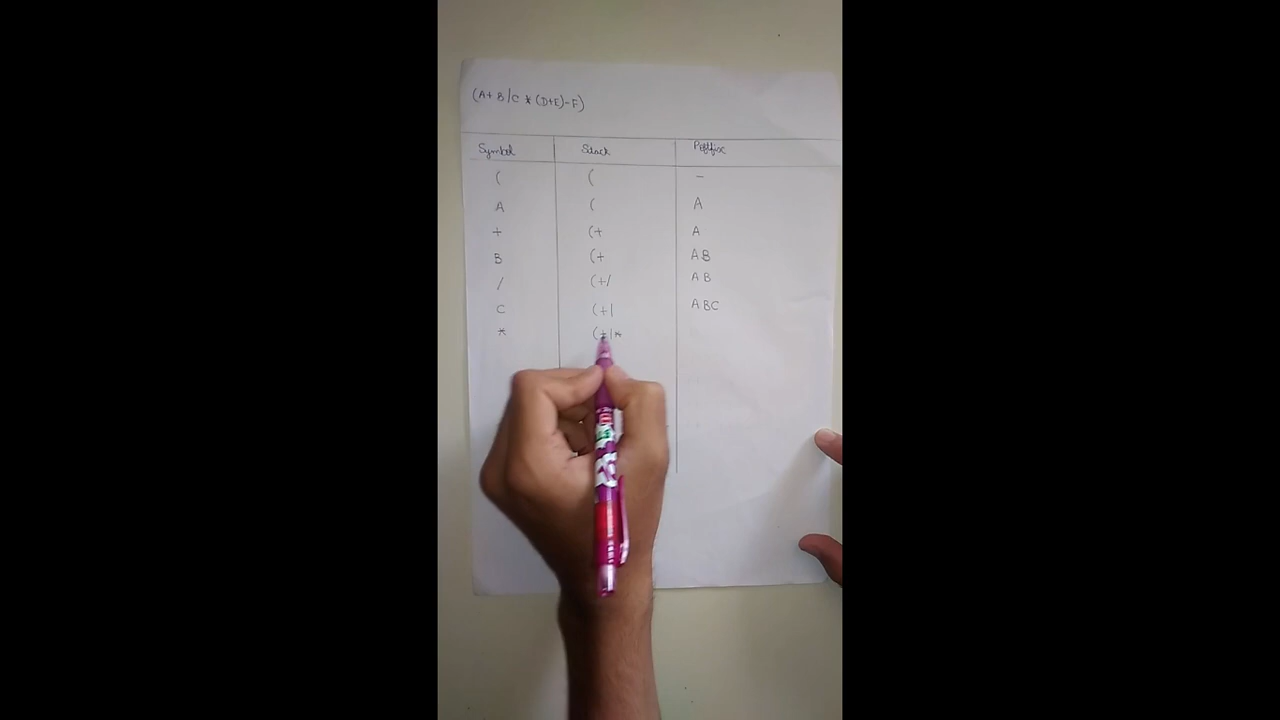 (A+B/C*(D+E)-F)
Symbol Stack Postfix
( ( -
A ( A
+ (+ A
B (+ AB
/ (+/ AB
C (+/ ABC
* (+/*